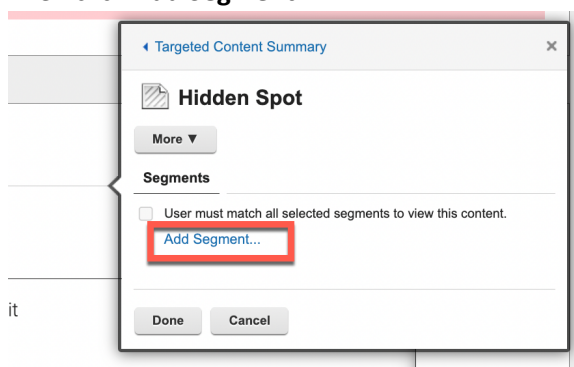 Targeted Content Summary ×
Hidden Spot
More ▼
Segments
User must match all selected segments to view this content.
Add Segment...
it
Done Cancel